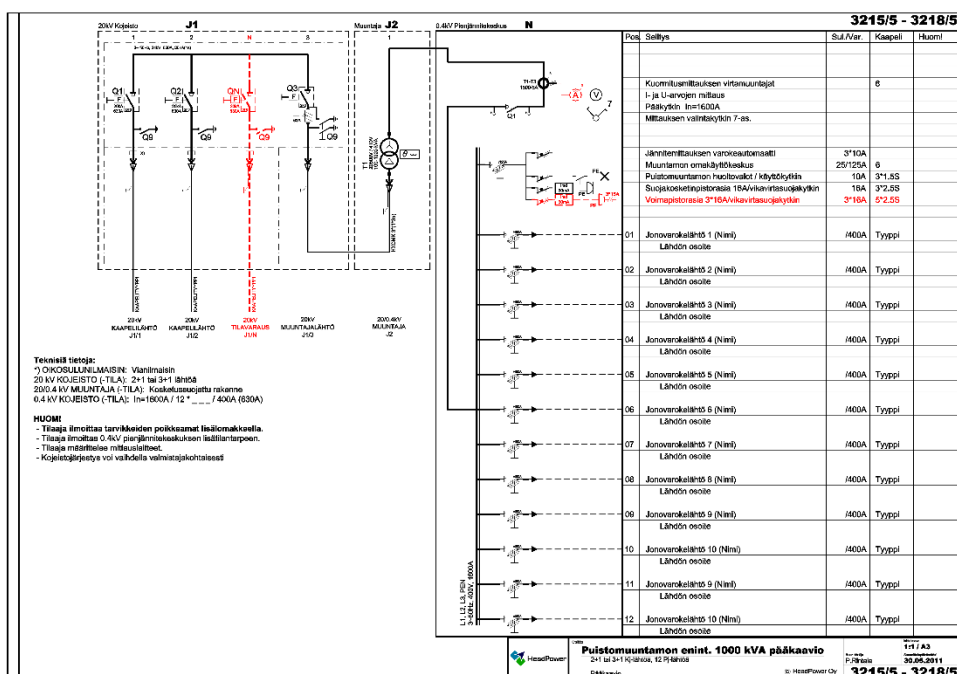 3215/5 - 3218/5
20kV Kojeisto J1
Muuntaja J2
0.4kV Pienjännitekeskus N
1 2 N 3 1
Pos. Selitys Sul./Var. Kaapeli Huom!
Q1 Q2 QN Q3
Q9 Q9 Q9 Q9
T1
T1-T1
Q1
7
Kuormitusmittauksen virtamuuntajat 6
I- ja U-arvojen mittaus
Pääkytkin In=1600A
Mittauksen valintakytkin 7-as.
Jännitemittauksen varokeautomaatti 3*10A
Muuntamon omakäyttökeskus 25/125A 6
Puistomuuntamon huoltovalot / käyttökytkin 10A 3*1.5S
Suojakosketinpistorasia 16A/vikavirtasuojakytkin 16A 3*2.5S
Voimapistorasia 3*16A/vikavirtasuojakytkin 3*16A 5*2.5S
01 Jonovarokelähtö 1 (Nimi) /400A Tyyppi
Lähdön osoite
02 Jonovarokelähtö 2 (Nimi) /400A Tyyppi
Lähdön osoite
03 Jonovarokelähtö 3 (Nimi) /400A Tyyppi
Lähdön osoite
04 Jonovarokelähtö 4 (Nimi) /400A Tyyppi
Lähdön osoite
05 Jonovarokelähtö 5 (Nimi) /400A Tyyppi
Lähdön osoite
06 Jonovarokelähtö 6 (Nimi) /400A Tyyppi
Lähdön osoite
07 Jonovarokelähtö 7 (Nimi) /400A Tyyppi
Lähdön osoite
08 Jonovarokelähtö 8 (Nimi) /400A Tyyppi
Lähdön osoite
09 Jonovarokelähtö 9 (Nimi) /400A Tyyppi
Lähdön osoite
10 Jonovarokelähtö 10 (Nimi) /400A Tyyppi
Lähdön osoite
11 Jonovarokelähtö 9 (Nimi) /400A Tyyppi
Lähdön osoite
12 Jonovarokelähtö 10 (Nimi) /400A Tyyppi
Lähdön osoite
L1, L2, L3, PEN
3~50Hz, 400V, 1600A
20kV
KAAPELILÄHTÖ
J1/1
20kV
KAAPELILÄHTÖ
J1/2
20kV
TILAVARAUS
J1/N
20kV
MUUNTAJALÄHTÖ
J1/3
20/0.4kV
MUUNTAJA
J2
Teknisiä tietoja:
*) OIKOSULUNILMAISIN: Vianilmaisin
20 kV KOJEISTO (-TILA): 2+1 tai 3+1 lähtöä
20/0.4 kV MUUNTAJA (-TILA): Kosketussuojattu rakenne
0.4 kV KOJEISTO (-TILA): In=1600A / 12 * _ _ _ / 400A (630A)
HUOM!
- Tilaaja ilmoittaa tarvikkeiden poikkeamat lisälomakkeella.
- Tilaaja ilmoittaa 0.4kV pienjännitekeskuksen lisätilantarpeen.
- Tilaaja määrittelee mittauslaitteet.
- Kojeistojärjestys voi vaihdella valmistajakohtaisesti
HeadPower
Puistomuuntamon enint. 1000 kVA pääkaavio
2+1 tai 3+1 Kj-lähtöä, 12 Pj-lähtöä
Pääkaavio
1:1 / A3
P.Rintala
30.05.2011
© HeadPower Oy
3215/5 - 3218/5